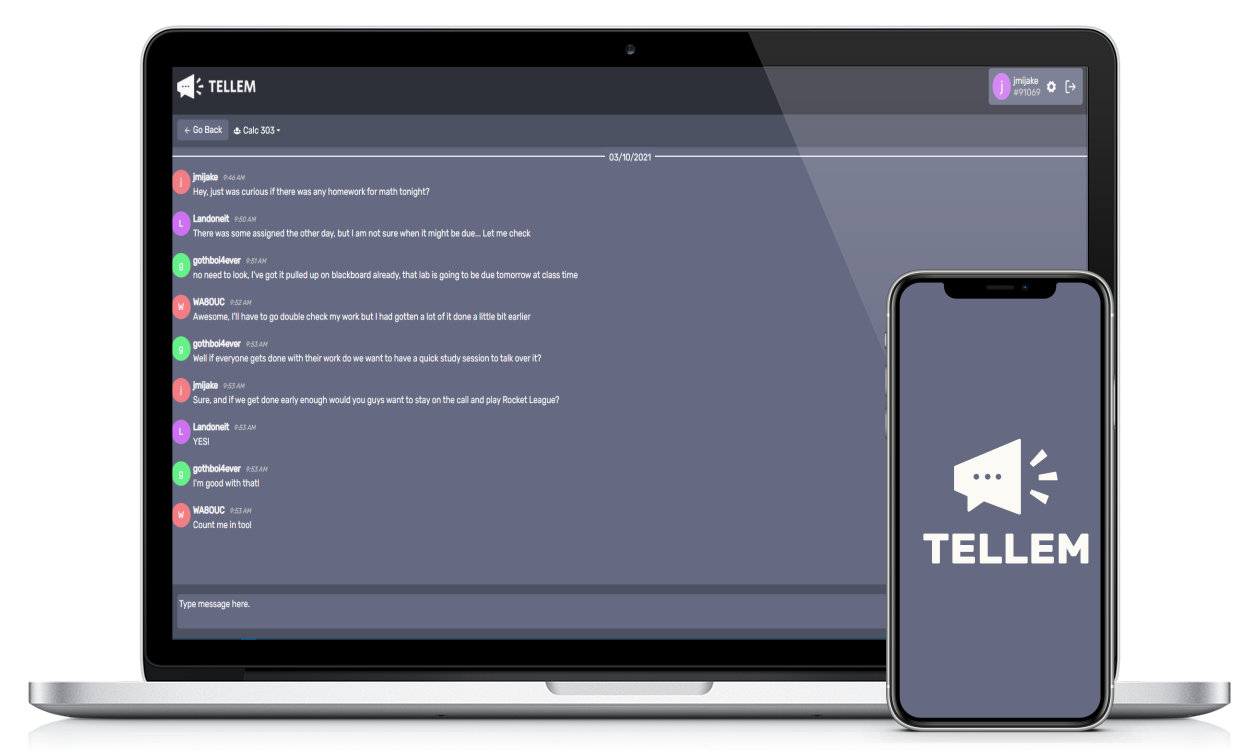 TELLEM
j
jmijake
#91069
← Go Back
Calc 303
03/10/2021
j
jmijake 9:46 AM
Hey, just was curious if there was any homework for math tonight?
L
Landoneit 9:50 AM
There was some assigned the other day, but I am not sure when it might be due... Let me check
g
gothboi4ever 9:51 AM
no need to look, I've got it pulled up on blackboard already, that lab is going to be due tomorrow at class time
W
WA8OUC 9:52 AM
Awesome, I'll have to go double check my work but I had gotten a lot of it done a little bit earlier
g
gothboi4ever 9:53 AM
Well if everyone gets done with their work do we want to have a quick study session to talk over it?
j
jmijake 9:53 AM
Sure, and if we get done early enough would you guys want to stay on the call and play Rocket League?
L
Landoneit 9:53 AM
YES!
g
gothboi4ever 9:53 AM
I'm good with that!
W
WA8OUC 9:53 AM
Count me in too!
Type message here.
TELLEM